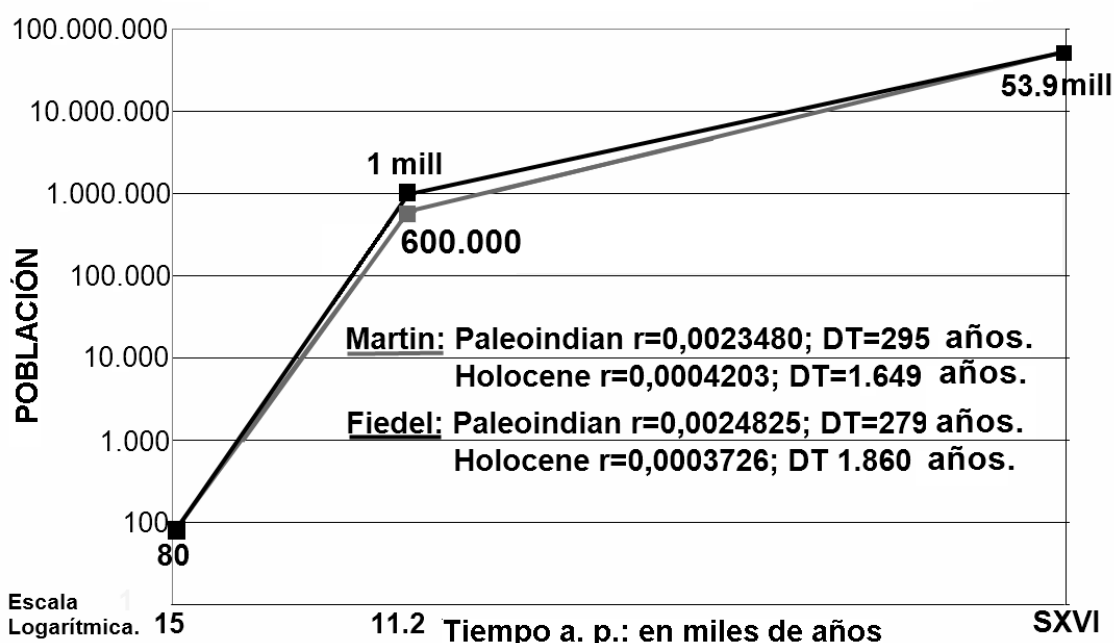 100.000.000
10.000.000
1.000.000
100.000
10.000
1.000
100
POBLACIÓN
53.9mill
1 mill
600.000
Martin: Paleoindian r=0,0023480; DT=295 años.
Holocene r=0,0004203; DT=1.649 años.
Fiedel: Paleoindian r=0,0024825; DT=279 años.
Holocene r=0,0003726; DT 1.860 años.
80
Escala 1
Logarítmica.
15
11.2
Tiempo a. p.: en miles de años
SXVI